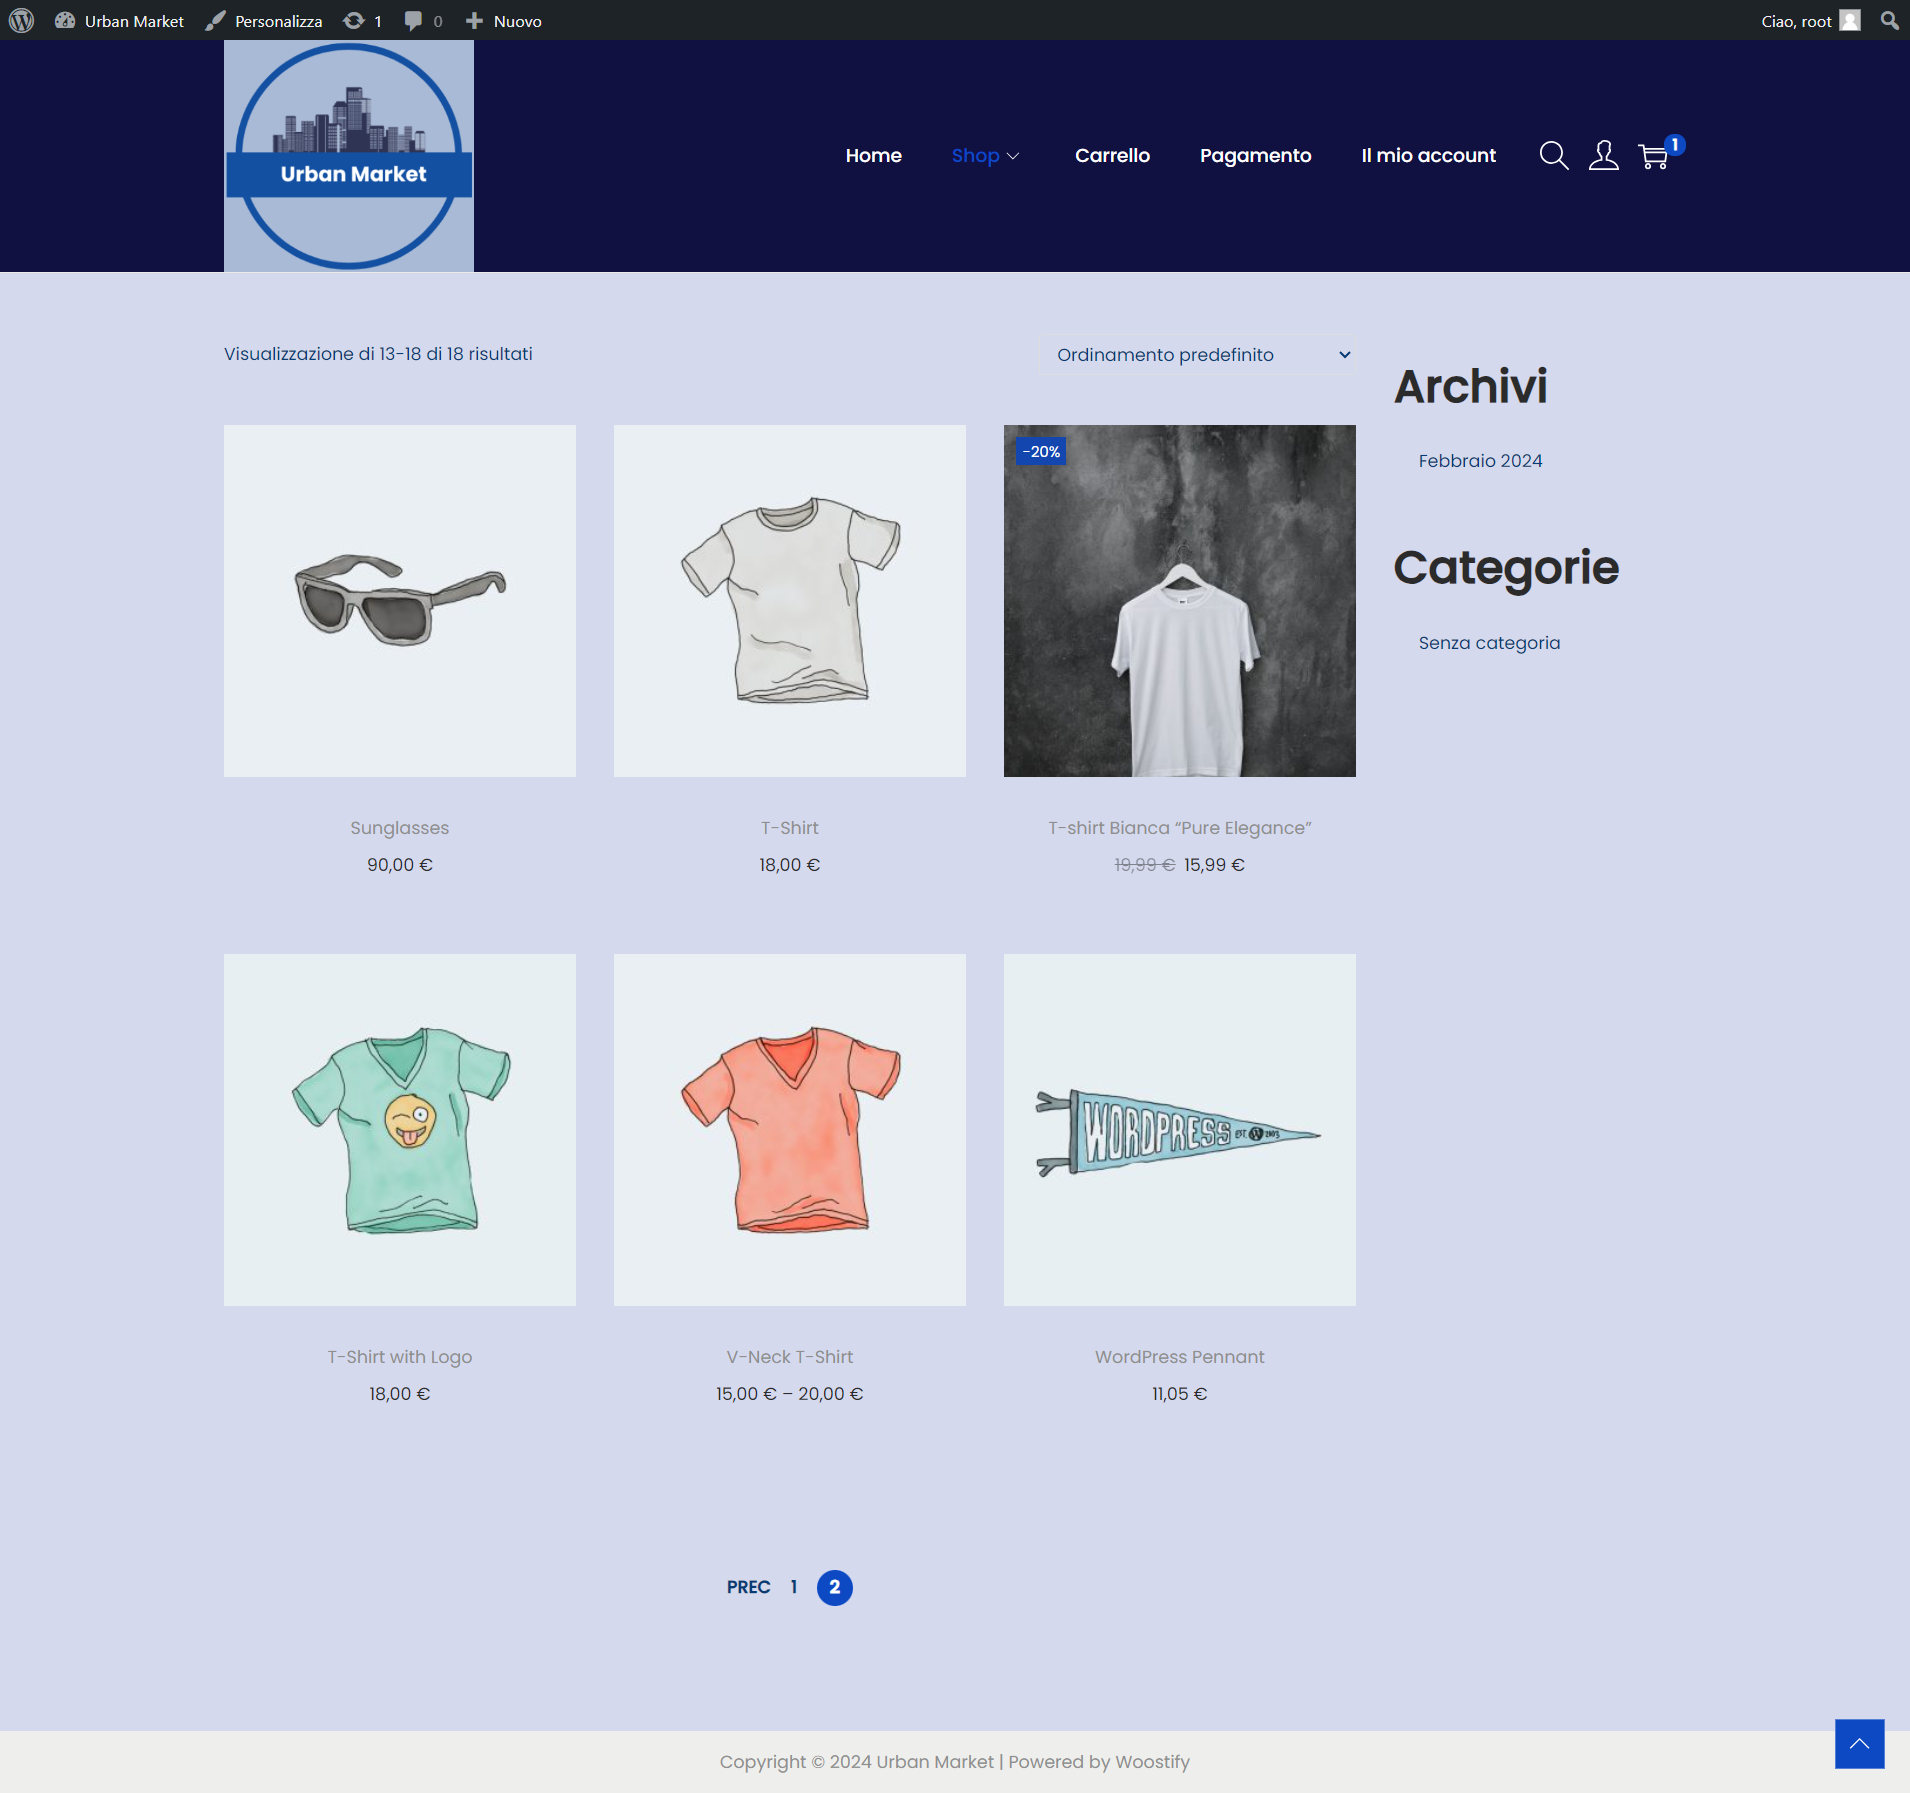 Urban Market
Personalizza
1
0
Nuovo
Ciao, root
Urban Market
Home
Shop
Carrello
Pagamento
Il mio account
1
Visualizzazione di 13-18 di 18 risultati
Ordinamento predefinito
Archivi
Febbraio 2024
Categorie
Senza categoria
-20%
Sunglasses
90,00 €
T-Shirt
18,00 €
T-shirt Bianca “Pure Elegance”
19,99 € 15,99 €
WORDPRESS EST. 2003
T-Shirt with Logo
18,00 €
V-Neck T-Shirt
15,00 € – 20,00 €
WordPress Pennant
11,05 €
PREC 1 2
Copyright © 2024 Urban Market | Powered by Woostify